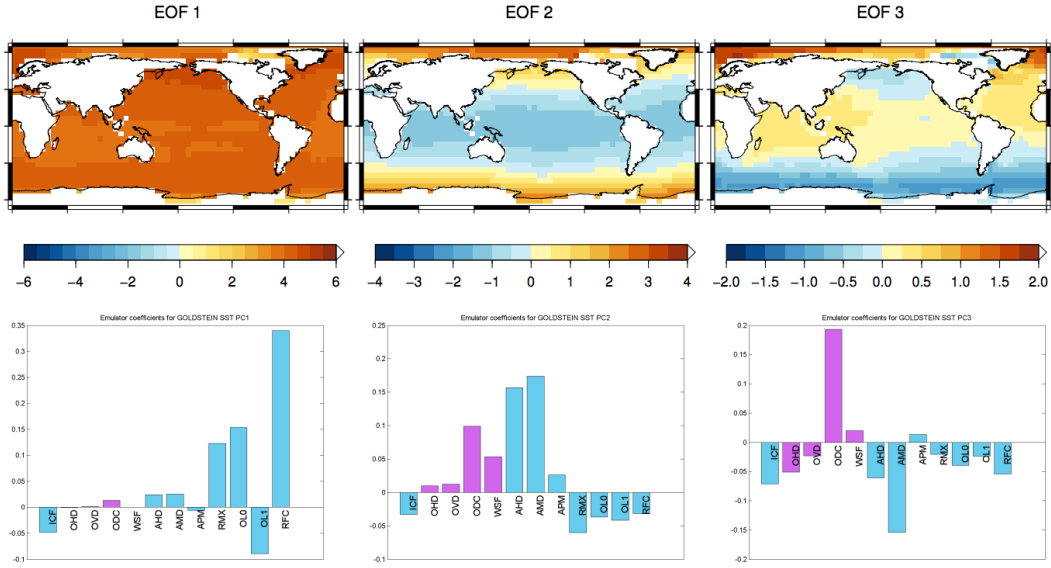 EOF 1
EOF 2
EOF 3
−6 −4 −2 0 2 4 6
−4 −3 −2 −1 0 1 2 3 4
−2.0 −1.5 −1.0 −0.5 0.0 0.5 1.0 1.5 2.0
Emulator coefficients for GOLDSTEIN SST PC1
0.35
0.3
0.25
0.2
0.15
0.1
0.05
0
-0.05
-0.1
ICF OHD OVD ODC WSF AHD AMD APM RMX OL0 OL1 RFC
Emulator coefficients for GOLDSTEIN SST PC2
0.25
0.2
0.15
0.1
0.05
0
-0.05
-0.1
ICF OHD OVD ODC WSF AHD AMD APM RMX OL0 OL1 RFC
Emulator coefficients for GOLDSTEIN SST PC3
0.2
0.15
0.1
0.05
0
-0.05
-0.1
-0.15
-0.2
ICF OHD OVD ODC WSF AHD AMD APM RMX OL0 OL1 RFC